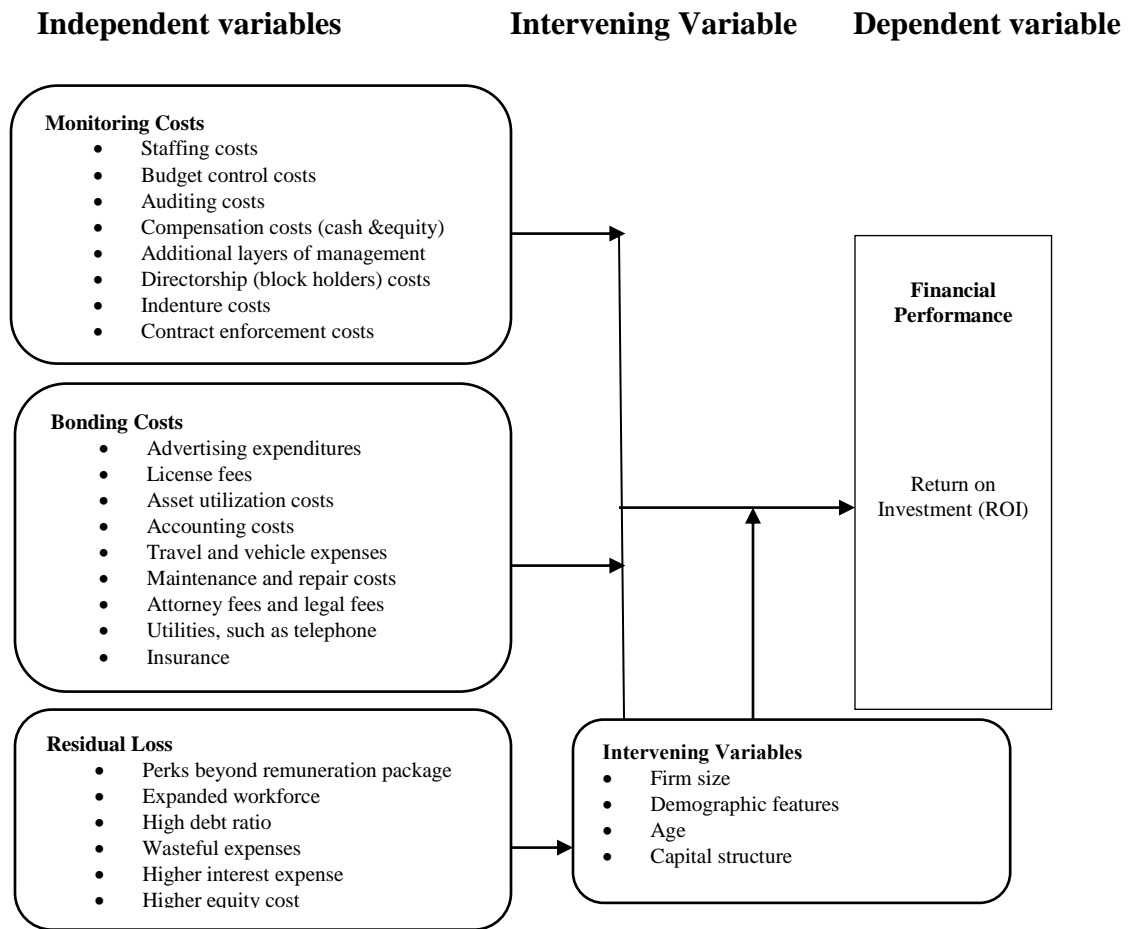 Independent variables
Intervening Variable
Dependent variable
Monitoring Costs
• Staffing costs
• Budget control costs
• Auditing costs
• Compensation costs (cash &equity)
• Additional layers of management
• Directorship (block holders) costs
• Indenture costs
• Contract enforcement costs
Bonding Costs
• Advertising expenditures
• License fees
• Asset utilization costs
• Accounting costs
• Travel and vehicle expenses
• Maintenance and repair costs
• Attorney fees and legal fees
• Utilities, such as telephone
• Insurance
Residual Loss
• Perks beyond remuneration package
• Expanded workforce
• High debt ratio
• Wasteful expenses
• Higher interest expense
• Higher equity cost
Intervening Variables
• Firm size
• Demographic features
• Age
• Capital structure
Financial
Performance
Return on
Investment (ROI)